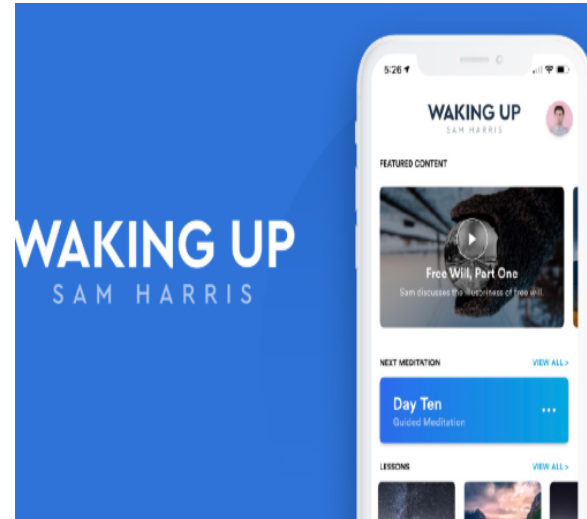 WAKING UP
SAM HARRIS
5:26
WAKING UP
SAM HARRIS
FEATURED CONTENT
Free Will, Part One
Sam discusses the illusoriness of free will.
NEXT MEDITATION
VIEW ALL >
Day Ten
Guided Meditation
LESSONS
VIEW ALL >